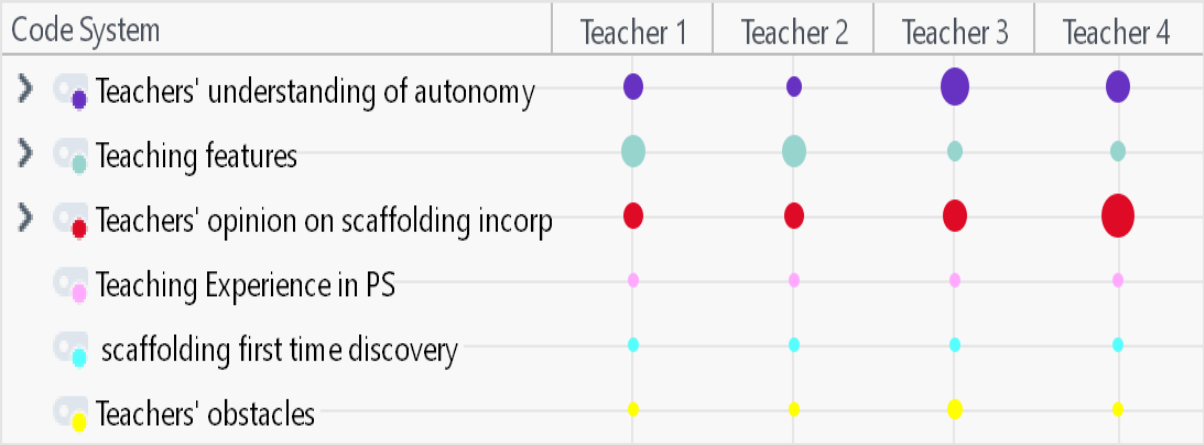 Code System Teacher 1 Teacher 2 Teacher 3 Teacher 4
Teachers' understanding of autonomy
Teaching features
Teachers' opinion on scaffolding incorp
Teaching Experience in PS
scaffolding first time discovery
Teachers' obstacles